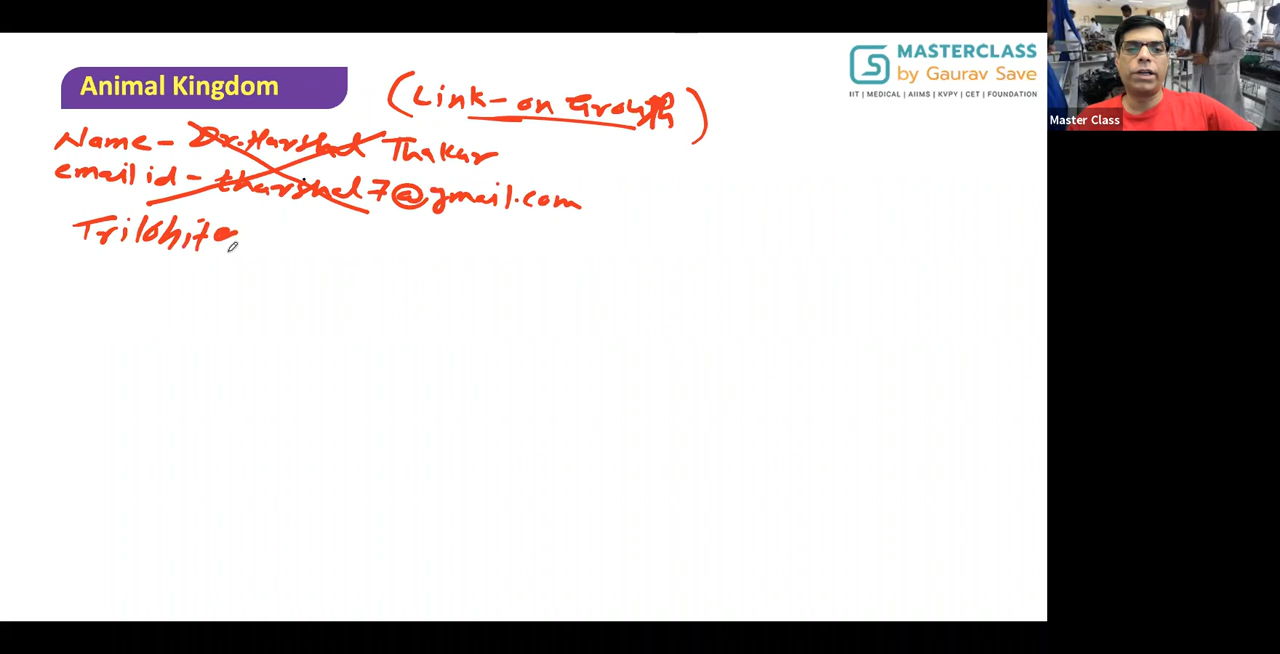 Animal Kingdom
(Link-on Growth)
MASTERCLASS
by Gaurav Save
IIT | MEDICAL | AIIMS | KVPY | CET | FOUNDATION
Name - Dr. Harshal Thakur
email id - tharshal7@gmail.com
Trilobite
Master Class